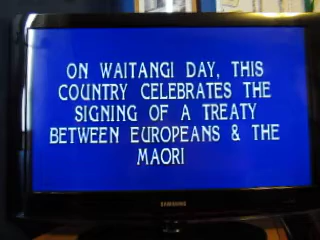 ON WAITANGI DAY, THIS
COUNTRY CELEBRATES THE
SIGNING OF A TREATY
BETWEEN EUROPEANS & THE
MAORI
SAMSUNG